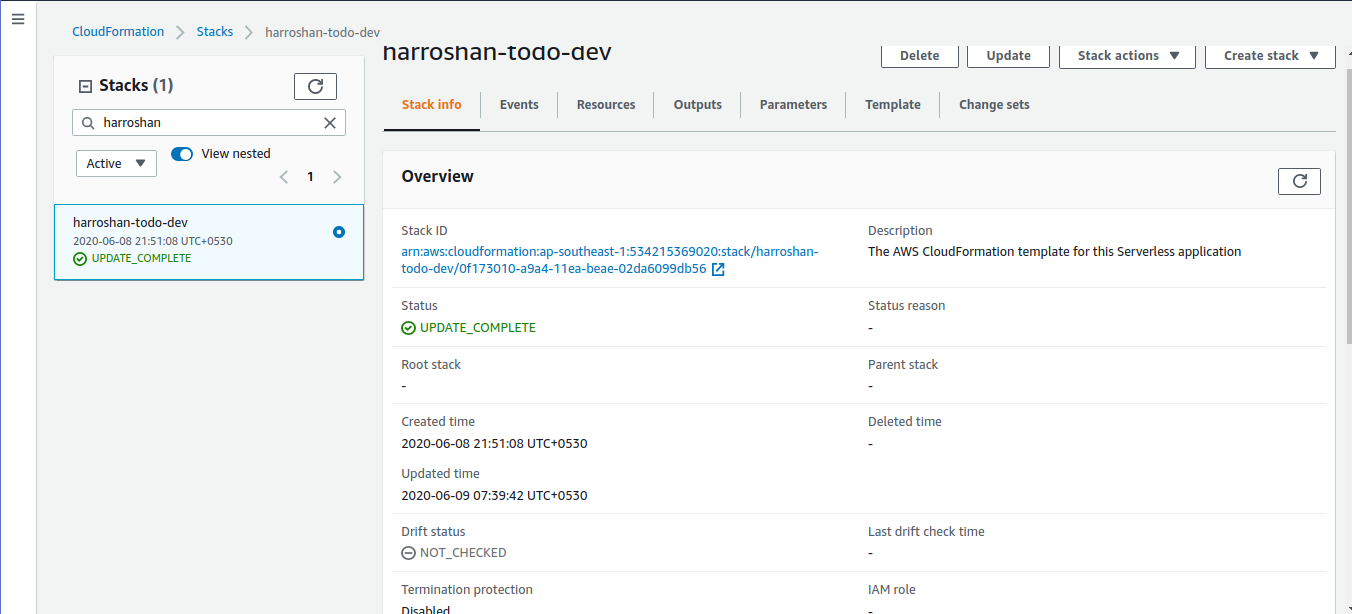 CloudFormation Stacks harroshan-todo-dev
Stacks (1)
harroshan
Active View nested
1
harroshan-todo-dev
2020-06-08 21:51:08 UTC+0530
UPDATE_COMPLETE
harroshan-todo-dev
Delete Update Stack actions Create stack
Stack info Events Resources Outputs Parameters Template Change sets
Overview
Stack ID
arn:aws:cloudformation:ap-southeast-1:534215369020:stack/harroshan-
todo-dev/0f173010-a9a4-11ea-beae-02da6099db56
Description
The AWS CloudFormation template for this Serverless application
Status
UPDATE_COMPLETE
Status reason
-
Root stack
-
Parent stack
-
Created time
2020-06-08 21:51:08 UTC+0530
Deleted time
-
Updated time
2020-06-09 07:39:42 UTC+0530
Drift status
NOT_CHECKED
Last drift check time
-
Termination protection
Disabled
IAM role
-